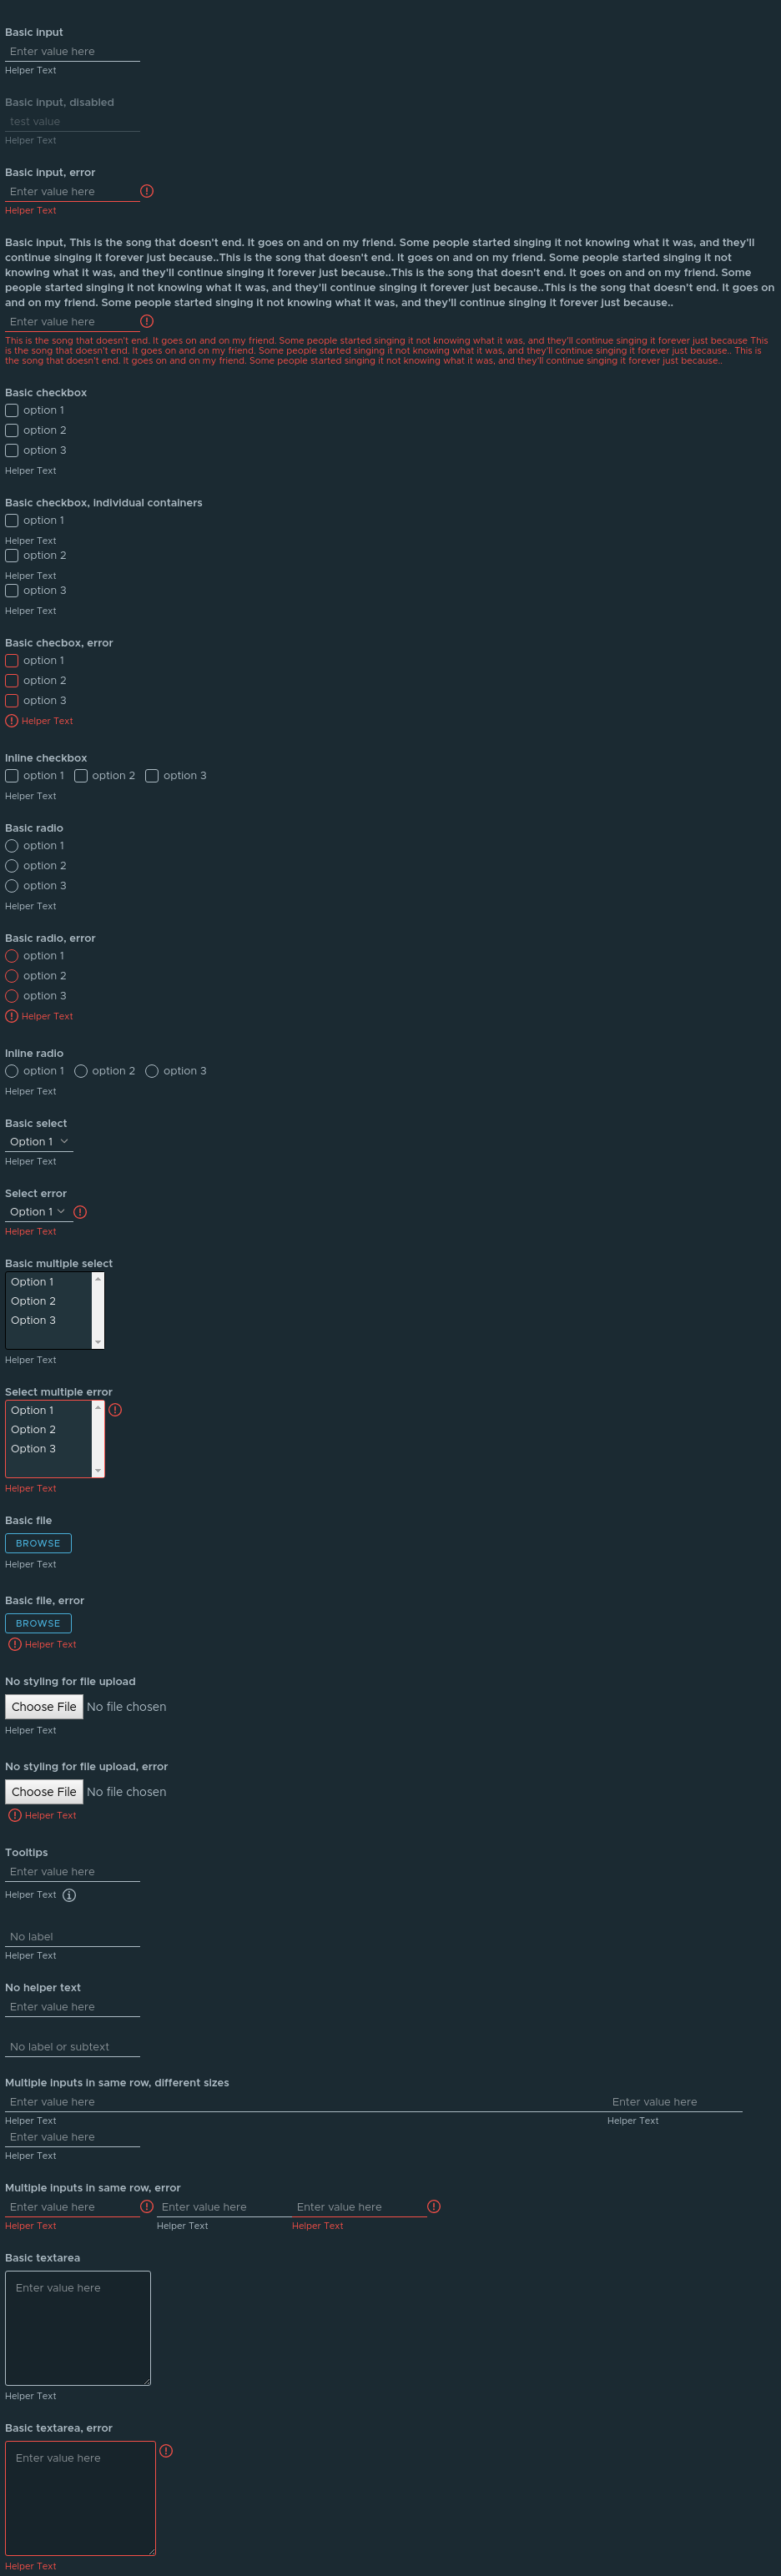 Basic input
Enter value here
Helper Text
Basic input, disabled
test value
Helper Text
Basic input, error
Enter value here
Helper Text
Basic input, This is the song that doesn't end. It goes on and on my friend. Some people started singing it not knowing what it was, and they'll
continue singing it forever just because..This is the song that doesn't end. It goes on and on my friend. Some people started singing it not
knowing what it was, and they'll continue singing it forever just because..This is the song that doesn't end. It goes on and on my friend. Some
people started singing it not knowing what it was, and they'll continue singing it forever just because..This is the song that doesn't end. It goes on
and on my friend. Some people started singing it not knowing what it was, and they'll continue singing it forever just because..
Enter value here
This is the song that doesn't end. It goes on and on my friend. Some people started singing it not knowing what it was, and they'll continue singing it forever just because This
is the song that doesn't end. It goes on and on my friend. Some people started singing it not knowing what it was, and they'll continue singing it forever just because.. This is
the song that doesn't end. It goes on and on my friend. Some people started singing it not knowing what it was, and they'll continue singing it forever just because..
Basic checkbox
option 1
option 2
option 3
Helper Text
Basic checkbox, individual containers
option 1
Helper Text
option 2
Helper Text
option 3
Helper Text
Basic checbox, error
option 1
option 2
option 3
Helper Text
Inline checkbox
option 1 option 2 option 3
Helper Text
Basic radio
option 1
option 2
option 3
Helper Text
Basic radio, error
option 1
option 2
option 3
Helper Text
Inline radio
option 1 option 2 option 3
Helper Text
Basic select
Option 1
Helper Text
Select error
Option 1
Helper Text
Basic multiple select
Option 1
Option 2
Option 3
Helper Text
Select multiple error
Option 1
Option 2
Option 3
Helper Text
Basic file
BROWSE
Helper Text
Basic file, error
BROWSE
Helper Text
No styling for file upload
Choose File No file chosen
Helper Text
No styling for file upload, error
Choose File No file chosen
Helper Text
Tooltips
Enter value here
Helper Text
No label
Helper Text
No helper text
Enter value here
No label or subtext
Multiple inputs in same row, different sizes
Enter value here Enter value here
Helper Text Helper Text
Enter value here
Helper Text
Multiple inputs in same row, error
Enter value here Enter value here Enter value here
Helper Text Helper Text Helper Text
Basic textarea
Enter value here
Helper Text
Basic textarea, error
Enter value here
Helper Text